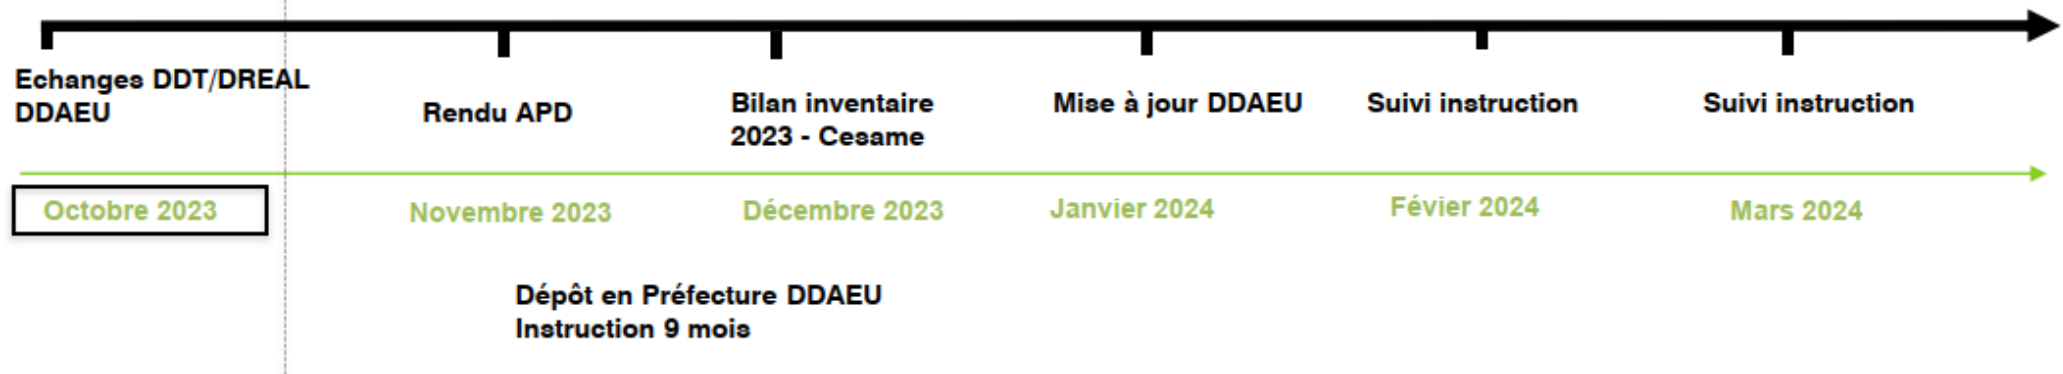 Echanges DDT/DREAL
DDAEU
Rendu APD
Bilan inventaire
2023 - Cesame
Mise à jour DDAEU
Suivi instruction
Suivi instruction
Octobre 2023
Novembre 2023
Décembre 2023
Janvier 2024
Févier 2024
Mars 2024
Dépôt en Préfecture DDAEU
Instruction 9 mois